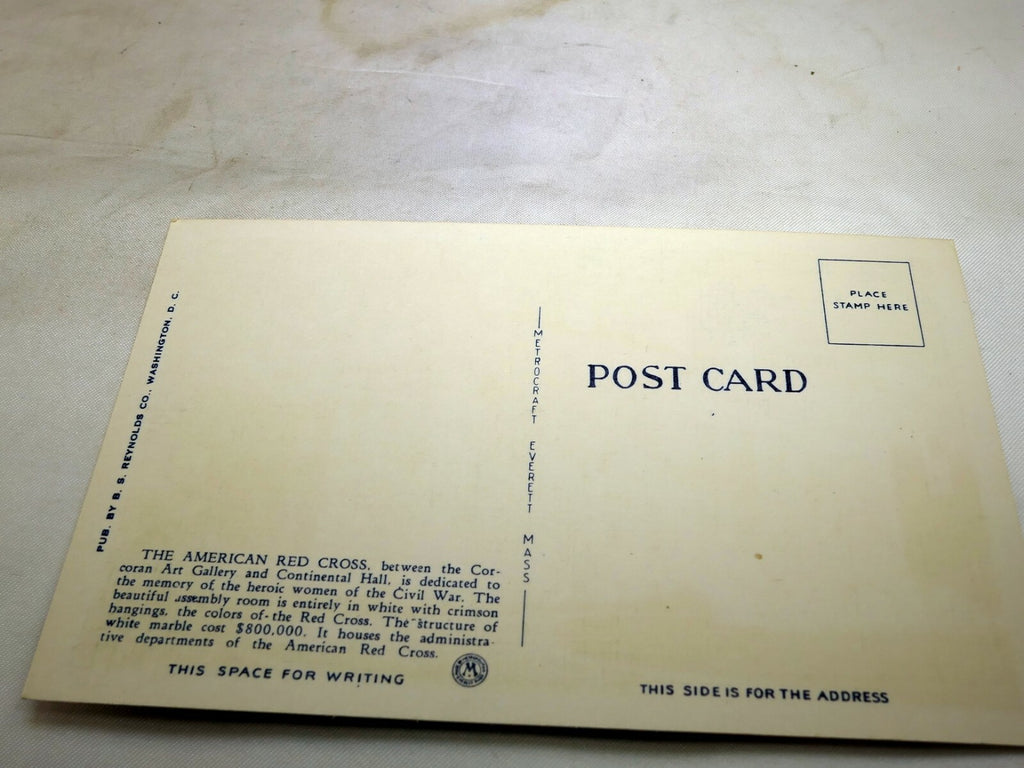 PUB. BY B. S. REYNOLDS CO., WASHINGTON, D. C.
THE AMERICAN RED CROSS, between the Cor-
coran Art Gallery and Continental Hall, is dedicated to
the memory of the heroic women of the Civil War. The
beautiful assembly room is entirely in white with crimson
hangings, the colors of the Red Cross. The structure of
white marble cost $800,000. It houses the administra-
tive departments of the American Red Cross.
THIS SPACE FOR WRITING
M
METROCRAFT EVERETT MASS
PLACE
STAMP HERE
POST CARD
THIS SIDE IS FOR THE ADDRESS